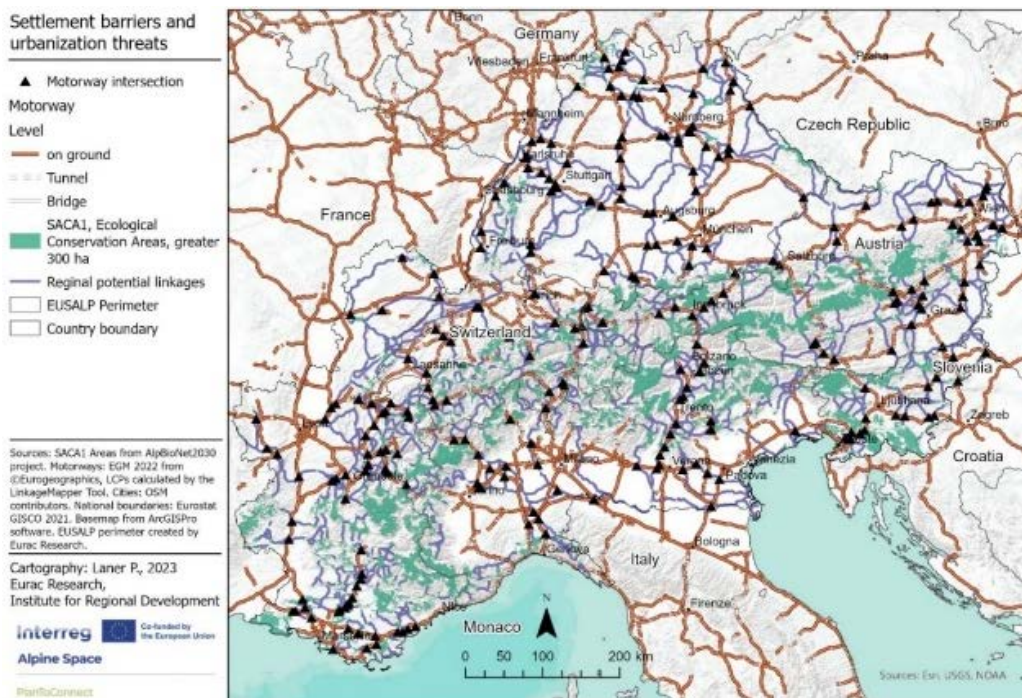 Settlement barriers and
urbanization threats
Motorway intersection
Motorway
Level
on ground
Tunnel
Bridge
SACA1, Ecological
Conservation Areas, greater
300 ha
Reginal potential linkages
EUSALP Perimeter
Country boundary
Sources: SACA1 Areas from AlpBioNet2030
project. Motorways: EGM 2022 from
©Eurogeographics, LCPs calculated by the
LinkageMapper Tool. Cities: OSM
contributors. National boundaries: Eurostat
GISCO 2021. Basemap from ArcGISPro
software. EUSALP perimeter created by
Eurac Research.
Cartography: Laner P., 2023
Eurac Research,
Institute for Regional Development
Interreg
Co-funded by
the European Union
Alpine Space
PlanToConnect
Bonn
Germany
Wiesbaden
Frankfurt
Praha
Mannheim
Nürnberg
Czech Republic
Brno
Karlsruhe
Stuttgart
Strasbourg
France
Augsburg
Wien
München
Freiburg
Austria
Salzburg
Innsbruck
Graz
Switzerland
Lausanne
Bolzano
Slovenia
Trento
Ljubljana
Zagreb
Milano
Verona
Venezia
Padova
Croatia
Grenoble
Genova
Bologna
Italy
Nice
Monaco
Firenze
N
0 50 100 200 km
Sources: Esri, USGS, NOAA